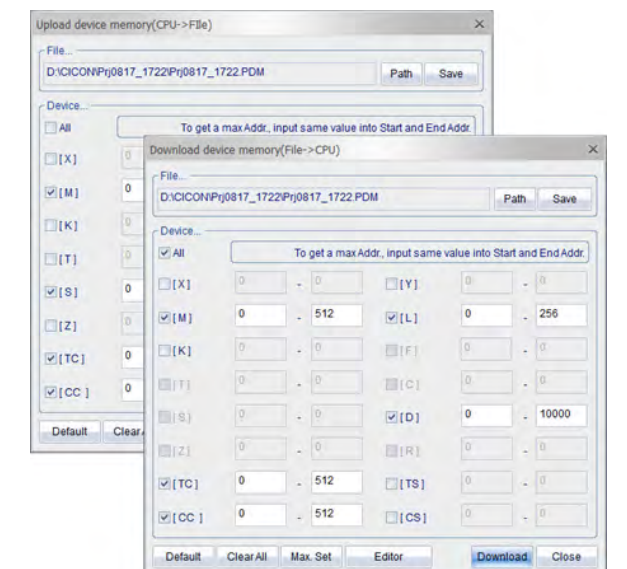 Upload device memory(CPU->File)
File...
D:\CICON\Prj0817_1722\Prj0817_1722.PDM Path Save
Device...
All To get a max Addr., input same value into Start and End Addr.
[X] 0
[M] 0
[K] 0
[T] 0
[S] 0
[Z] 0
[TC] 0
[CC ] 0
Default
Download device memory(File->CPU)
File...
D:\CICON\Prj0817_1722\Prj0817_1722.PDM Path Save
Device...
All To get a max Addr., input same value into Start and End Addr.
[X] 0 - 0 [Y] 0 - 0
[M] 0 - 512 [L] 0 - 256
[K] 0 - 0 [F] 0 - 0
[T] 0 - 0 [C] 0 - 0
[S] 0 - 0 [D] 0 - 10000
[Z] 0 - 0 [R] 0 - 0
[TC] 0 - 512 [TS] 0 - 0
[CC ] 0 - 512 [CS] 0 - 0
Default Clear All Max. Set Editor Download Close